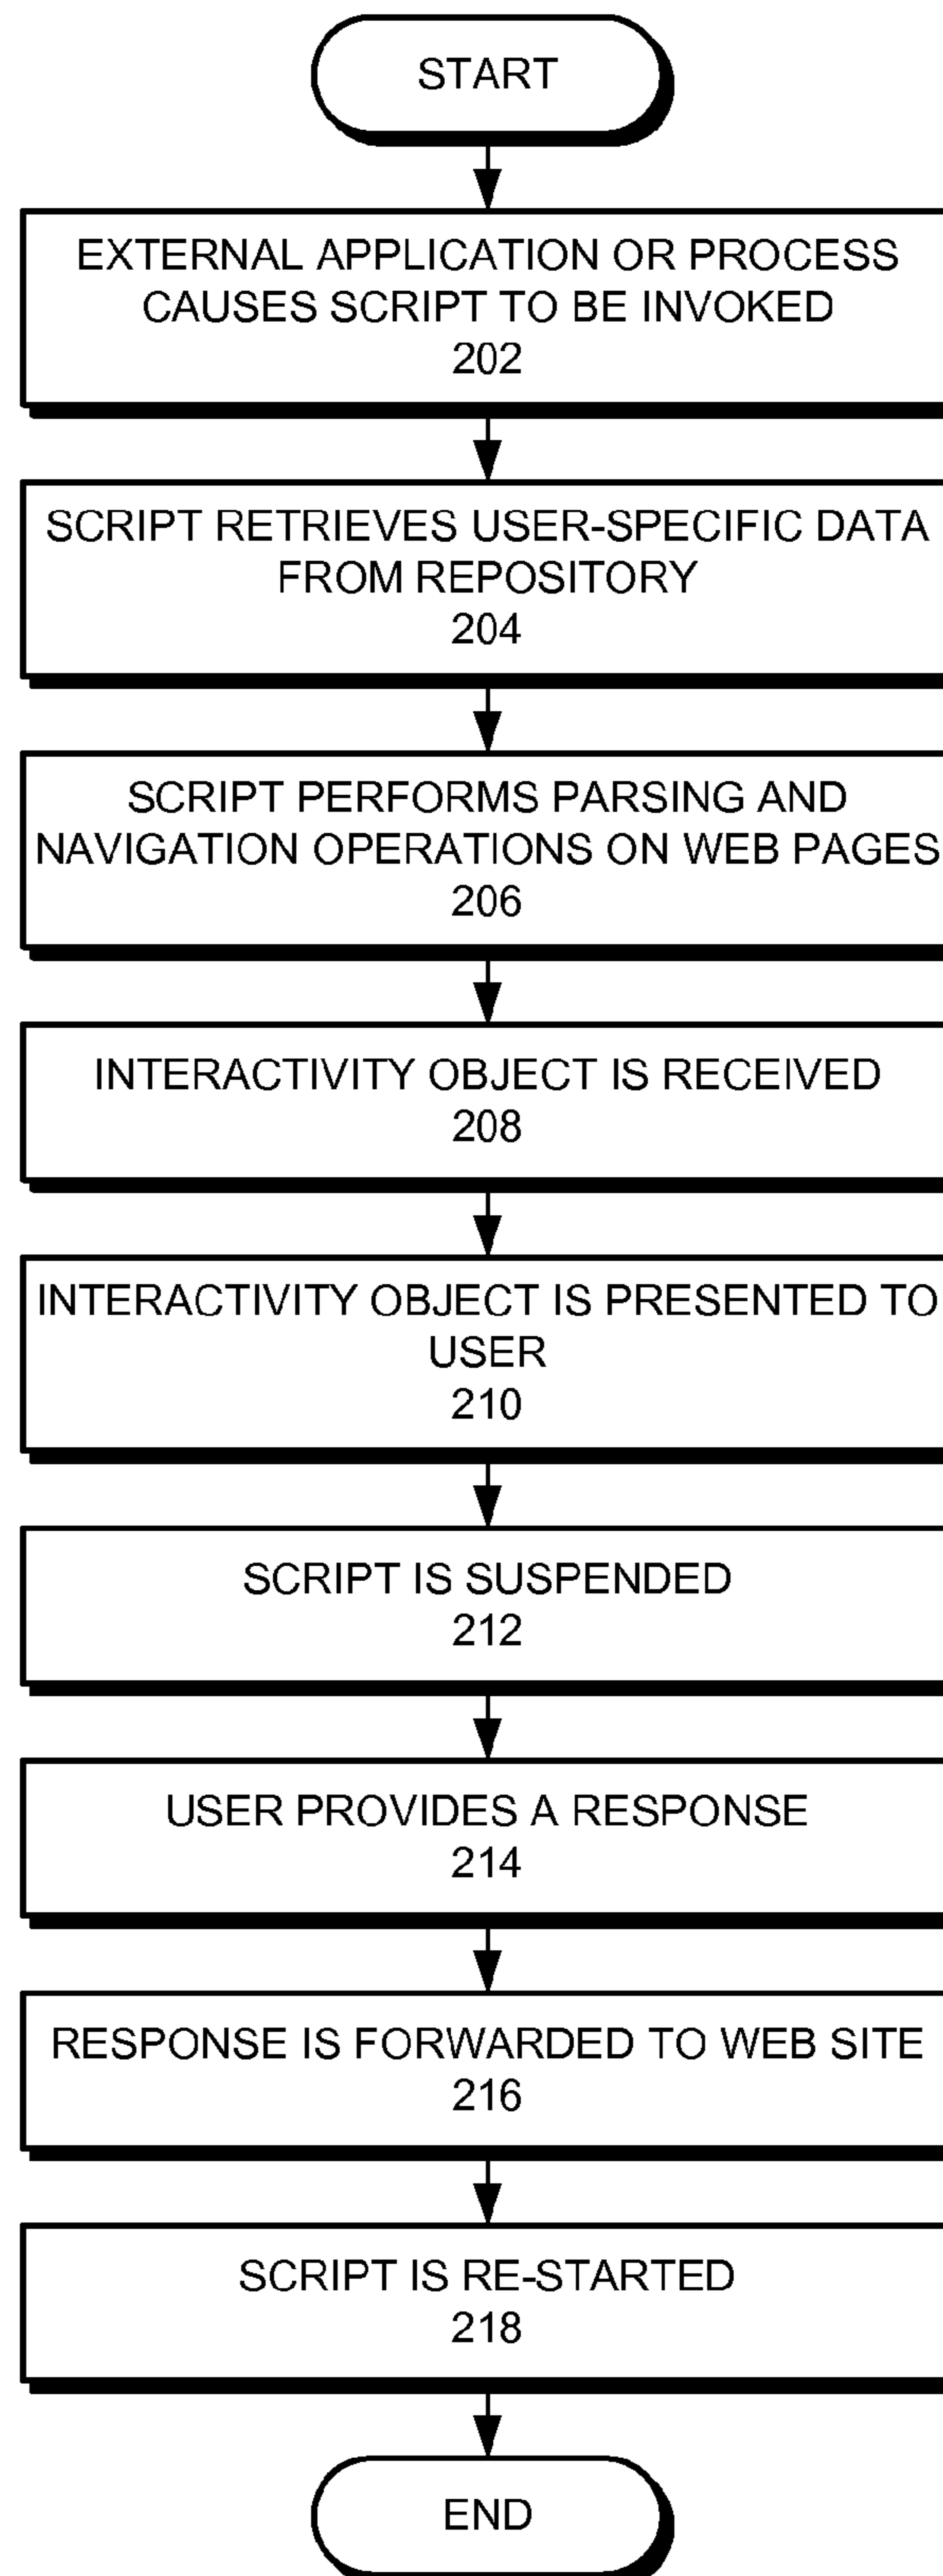 START
EXTERNAL APPLICATION OR PROCESS
CAUSES SCRIPT TO BE INVOKED
202
SCRIPT RETRIEVES USER-SPECIFIC DATA
FROM REPOSITORY
204
SCRIPT PERFORMS PARSING AND
NAVIGATION OPERATIONS ON WEB PAGES
206
INTERACTIVITY OBJECT IS RECEIVED
208
INTERACTIVITY OBJECT IS PRESENTED TO
USER
210
SCRIPT IS SUSPENDED
212
USER PROVIDES A RESPONSE
214
RESPONSE IS FORWARDED TO WEB SITE
216
SCRIPT IS RE-STARTED
218
END